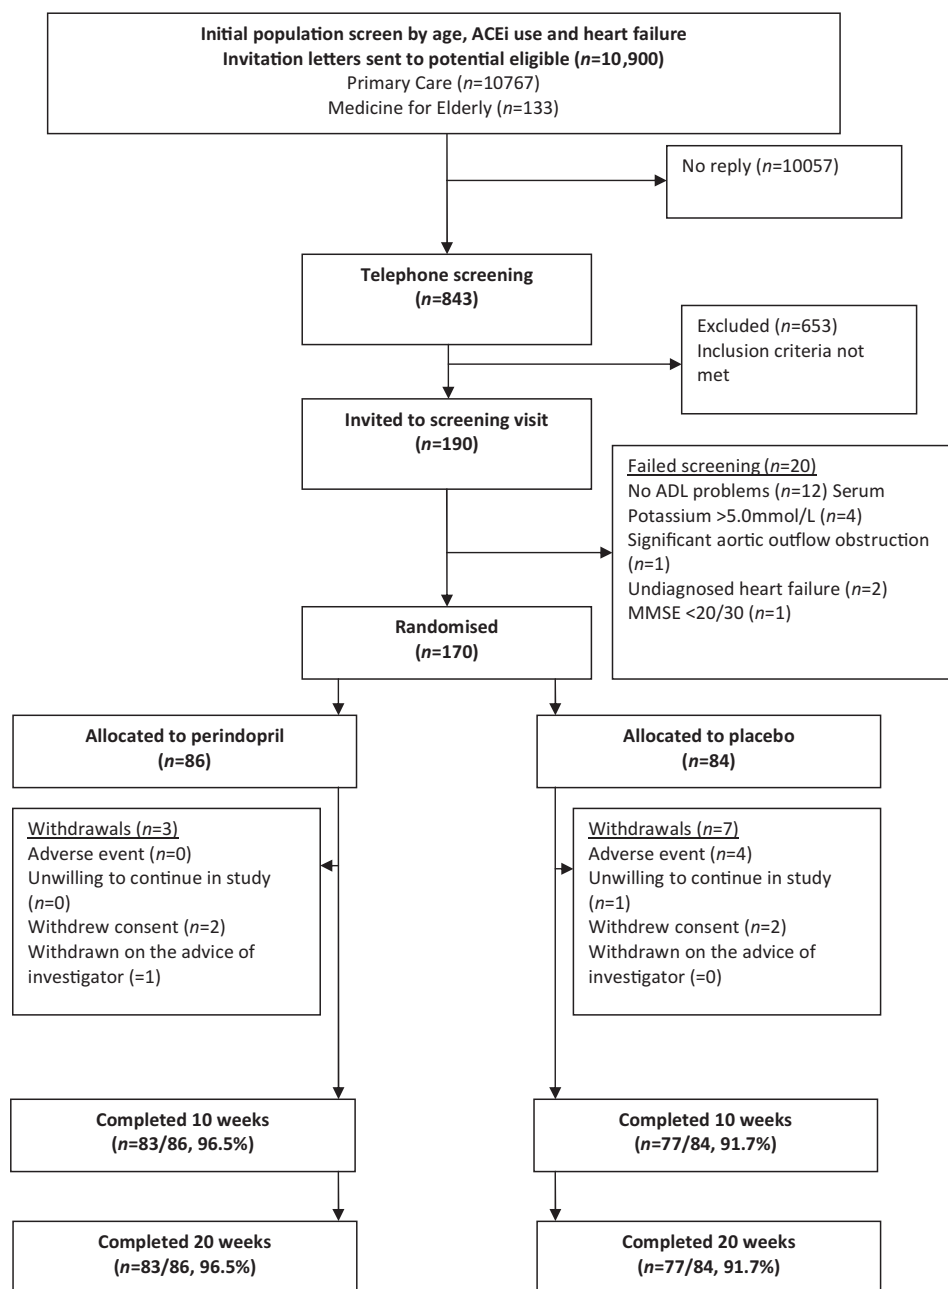 Initial population screen by age, ACEi use and heart failure
Invitation letters sent to potential eligible (n=10,900)
Primary Care (n=10767)
Medicine for Elderly (n=133)
No reply (n=10057)
Telephone screening
(n=843)
Excluded (n=653)
Inclusion criteria not
met
Invited to screening visit
(n=190)
Failed screening (n=20)
No ADL problems (n=12) Serum
Potassium >5.0mmol/L (n=4)
Significant aortic outflow obstruction
(n=1)
Undiagnosed heart failure (n=2)
MMSE <20/30 (n=1)
Randomised
(n=170)
Allocated to perindopril
(n=86)
Allocated to placebo
(n=84)
Withdrawals (n=3)
Adverse event (n=0)
Unwilling to continue in study
(n=0)
Withdrew consent (n=2)
Withdrawn on the advice of
investigator (=1)
Withdrawals (n=7)
Adverse event (n=4)
Unwilling to continue in study
(n=1)
Withdrew consent (n=2)
Withdrawn on the advice of
investigator (=0)
Completed 10 weeks
(n=83/86, 96.5%)
Completed 10 weeks
(n=77/84, 91.7%)
Completed 20 weeks
(n=83/86, 96.5%)
Completed 20 weeks
(n=77/84, 91.7%)